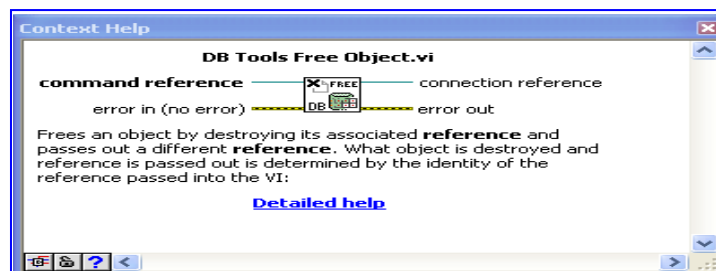 Context Help
DB Tools Free Object.vi
command reference FREE connection reference
error in (no error) DB error out
Frees an object by destroying its associated reference and
passes out a different reference. What object is destroyed and
reference is passed out is determined by the identity of the
reference passed into the VI:
Detailed help
?